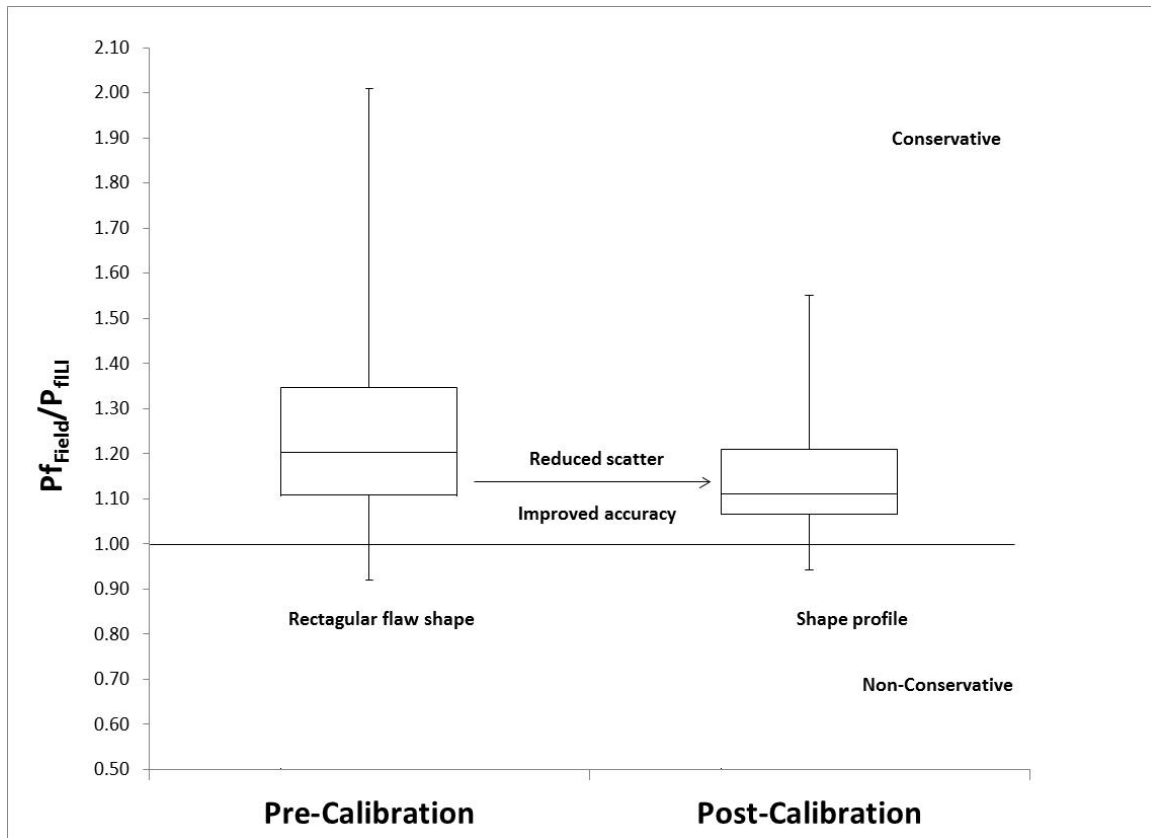 2.10
2.00
1.90
Conservative
1.80
1.70
1.60
1.50
1.40
1.30
1.20
Reduced scatter
1.10
Improved accuracy
1.00
0.90
Rectagular flaw shape
Shape profile
0.80
0.70
Non-Conservative
0.60
0.50
PfField/PfILI
Pre-Calibration
Post-Calibration